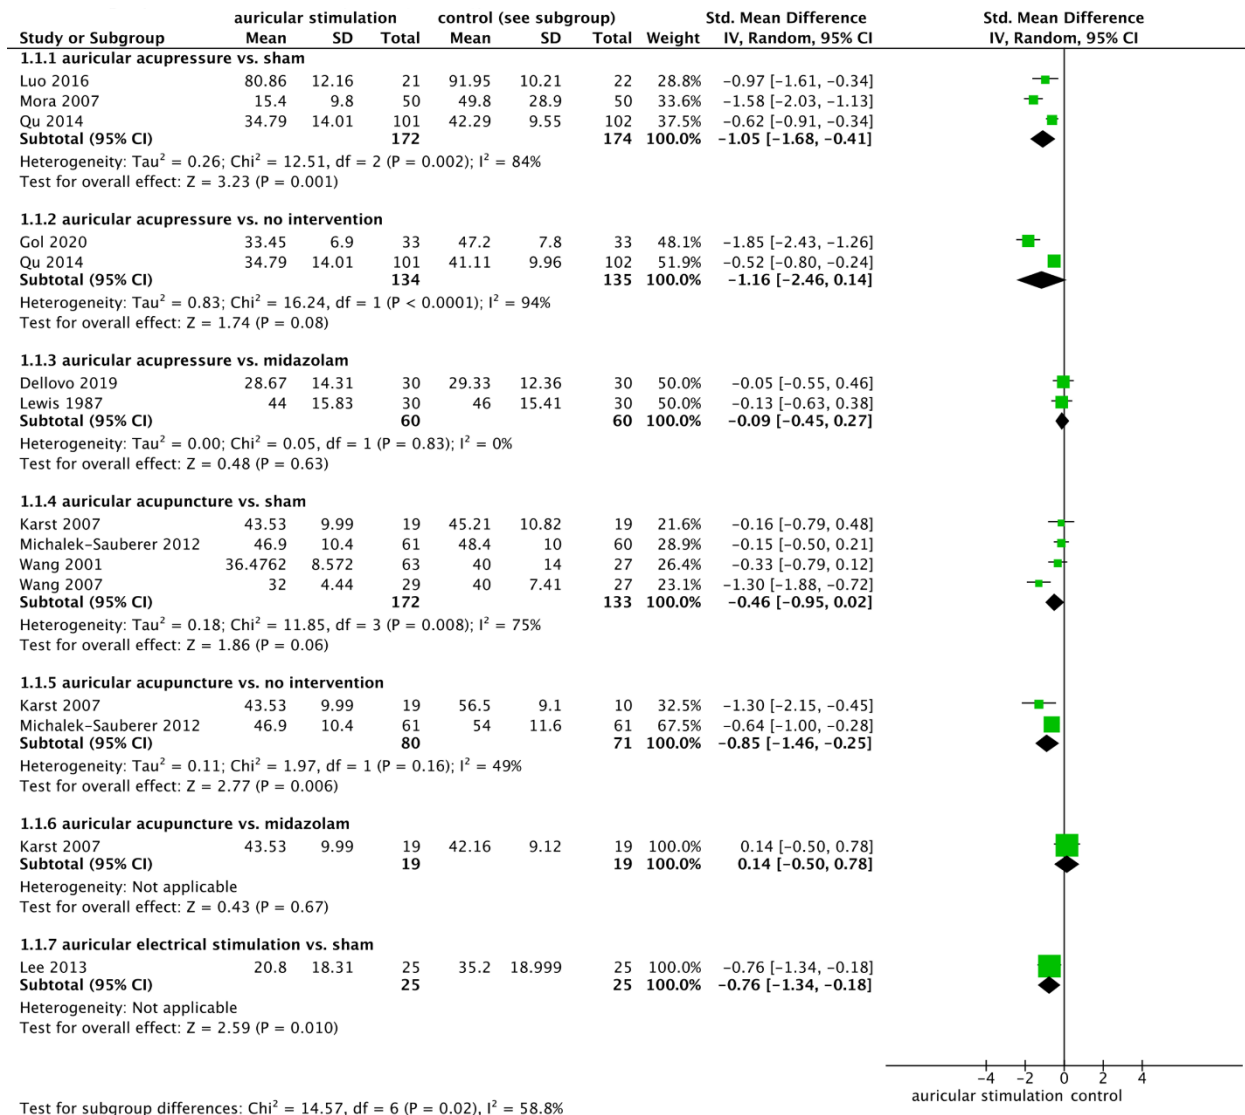 auricular stimulation control (see subgroup) Std. Mean Difference Std. Mean Difference
Study or Subgroup Mean SD Total Mean SD Total Weight IV, Random, 95% CI IV, Random, 95% CI
1.1.1 auricular acupressure vs. sham
Luo 2016 80.86 12.16 21 91.95 10.21 22 28.8% −0.97 [−1.61, −0.34]
Mora 2007 15.4 9.8 50 49.8 28.9 50 33.6% −1.58 [−2.03, −1.13]
Qu 2014 34.79 14.01 101 42.29 9.55 102 37.5% −0.62 [−0.91, −0.34]
Subtotal (95% CI) 172 174 100.0% −1.05 [−1.68, −0.41]
Heterogeneity: Tau² = 0.26; Chi² = 12.51, df = 2 (P = 0.002); I² = 84%
Test for overall effect: Z = 3.23 (P = 0.001)
1.1.2 auricular acupressure vs. no intervention
Gol 2020 33.45 6.9 33 47.2 7.8 33 48.1% −1.85 [−2.43, −1.26]
Qu 2014 34.79 14.01 101 41.11 9.96 102 51.9% −0.52 [−0.80, −0.24]
Subtotal (95% CI) 134 135 100.0% −1.16 [−2.46, 0.14]
Heterogeneity: Tau² = 0.83; Chi² = 16.24, df = 1 (P < 0.0001); I² = 94%
Test for overall effect: Z = 1.74 (P = 0.08)
1.1.3 auricular acupressure vs. midazolam
Dellovo 2019 28.67 14.31 30 29.33 12.36 30 50.0% −0.05 [−0.55, 0.46]
Lewis 1987 44 15.83 30 46 15.41 30 50.0% −0.13 [−0.63, 0.38]
Subtotal (95% CI) 60 60 100.0% −0.09 [−0.45, 0.27]
Heterogeneity: Tau² = 0.00; Chi² = 0.05, df = 1 (P = 0.83); I² = 0%
Test for overall effect: Z = 0.48 (P = 0.63)
1.1.4 auricular acupuncture vs. sham
Karst 2007 43.53 9.99 19 45.21 10.82 19 21.6% −0.16 [−0.79, 0.48]
Michalek−Sauberer 2012 46.9 10.4 61 48.4 10 60 28.9% −0.15 [−0.50, 0.21]
Wang 2001 36.4762 8.572 63 40 14 27 26.4% −0.33 [−0.79, 0.12]
Wang 2007 32 4.44 29 40 7.41 27 23.1% −1.30 [−1.88, −0.72]
Subtotal (95% CI) 172 133 100.0% −0.46 [−0.95, 0.02]
Heterogeneity: Tau² = 0.18; Chi² = 11.85, df = 3 (P = 0.008); I² = 75%
Test for overall effect: Z = 1.86 (P = 0.06)
1.1.5 auricular acupuncture vs. no intervention
Karst 2007 43.53 9.99 19 56.5 9.1 10 32.5% −1.30 [−2.15, −0.45]
Michalek−Sauberer 2012 46.9 10.4 61 54 11.6 61 67.5% −0.64 [−1.00, −0.28]
Subtotal (95% CI) 80 71 100.0% −0.85 [−1.46, −0.25]
Heterogeneity: Tau² = 0.11; Chi² = 1.97, df = 1 (P = 0.16); I² = 49%
Test for overall effect: Z = 2.77 (P = 0.006)
1.1.6 auricular acupuncture vs. midazolam
Karst 2007 43.53 9.99 19 42.16 9.12 19 100.0% 0.14 [−0.50, 0.78]
Subtotal (95% CI) 19 19 100.0% 0.14 [−0.50, 0.78]
Heterogeneity: Not applicable
Test for overall effect: Z = 0.43 (P = 0.67)
1.1.7 auricular electrical stimulation vs. sham
Lee 2013 20.8 18.31 25 35.2 18.999 25 100.0% −0.76 [−1.34, −0.18]
Subtotal (95% CI) 25 25 100.0% −0.76 [−1.34, −0.18]
Heterogeneity: Not applicable
Test for overall effect: Z = 2.59 (P = 0.010)
−4 −2 0 2 4
auricular stimulation control
Test for subgroup differences: Chi² = 14.57, df = 6 (P = 0.02), I² = 58.8%